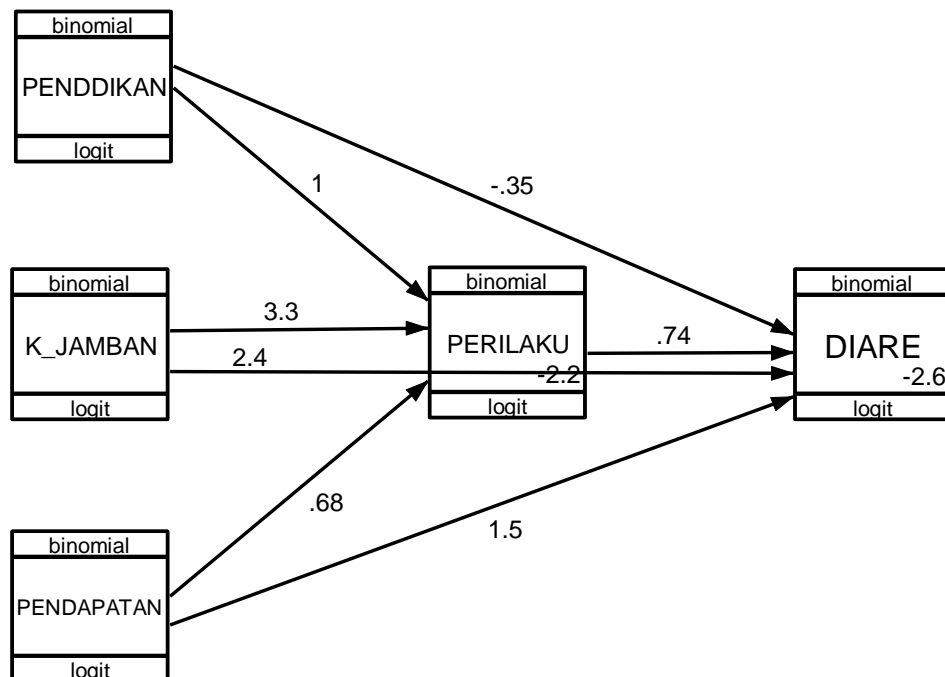 binomial
PENDDIKAN
logit
1
-.35
binomial
K_JAMBAN
logit
3.3
2.4
binomial
PERILAKU
-2.2
logit
.74
binomial
DIARE
-2.6
logit
.68
1.5
binomial
PENDAPATAN
logit